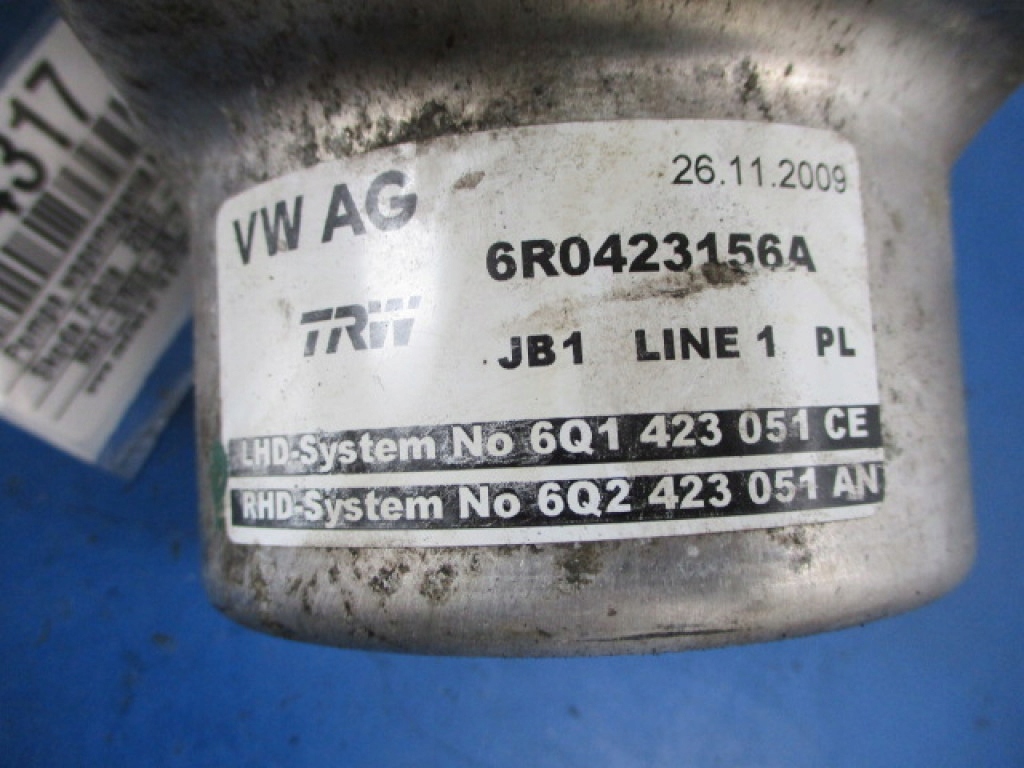 VW AG
26.11.2009
6R0423156A
TRW
JB1 LINE 1 PL
LHD-System No 6Q1 423 051 CE
RHD-System No 6Q2 423 051 AN
4317